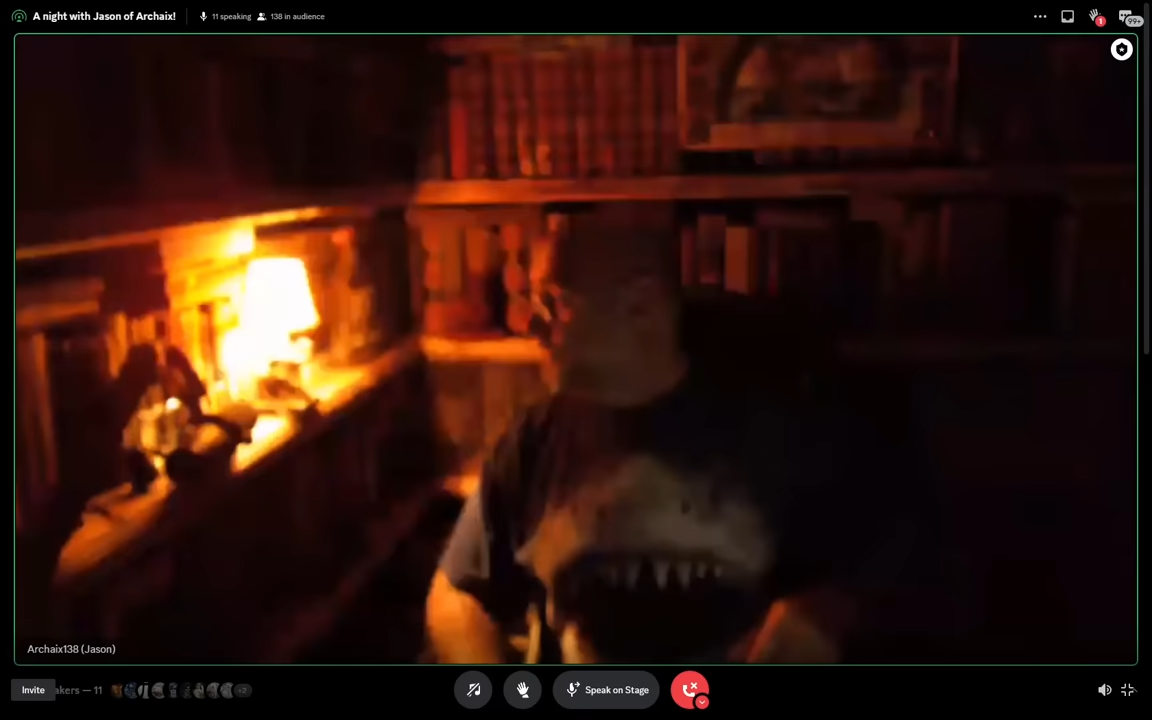 A night with Jason of Archaix!
11 speaking
138 in audience
1
99+
Archaix138 (Jason)
Invite
akers — 11
+2
Speak on Stage